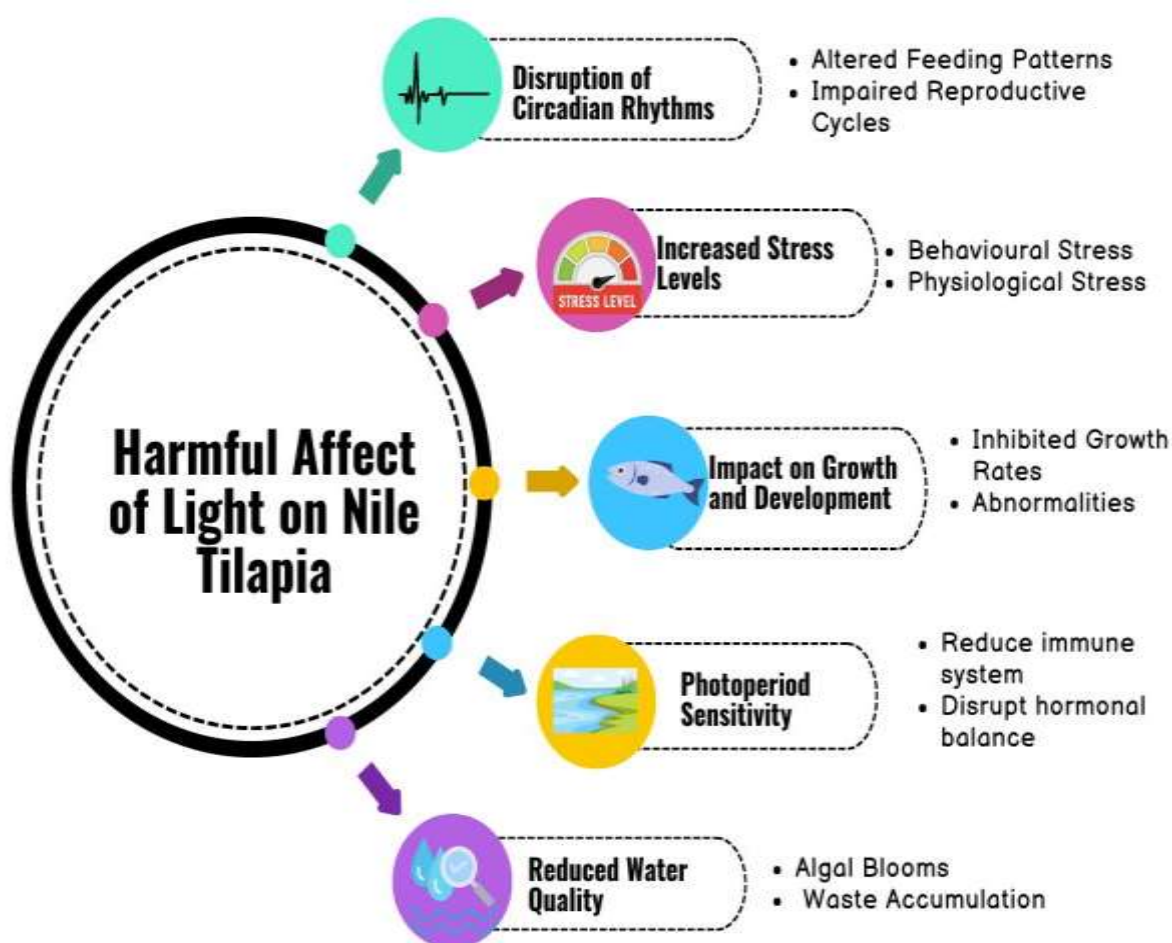 Harmful Affect
of Light on Nile
Tilapia
Disruption of
Circadian Rhythms
• Altered Feeding Patterns
• Impaired Reproductive
Cycles
STRESS LEVEL
Increased Stress
Levels
• Behavioural Stress
• Physiological Stress
Impact on Growth
and Development
• Inhibited Growth
Rates
• Abnormalities
Photoperiod
Sensitivity
• Reduce immune
system
• Disrupt hormonal
balance
Reduced Water
Quality
• Algal Blooms
• Waste Accumulation